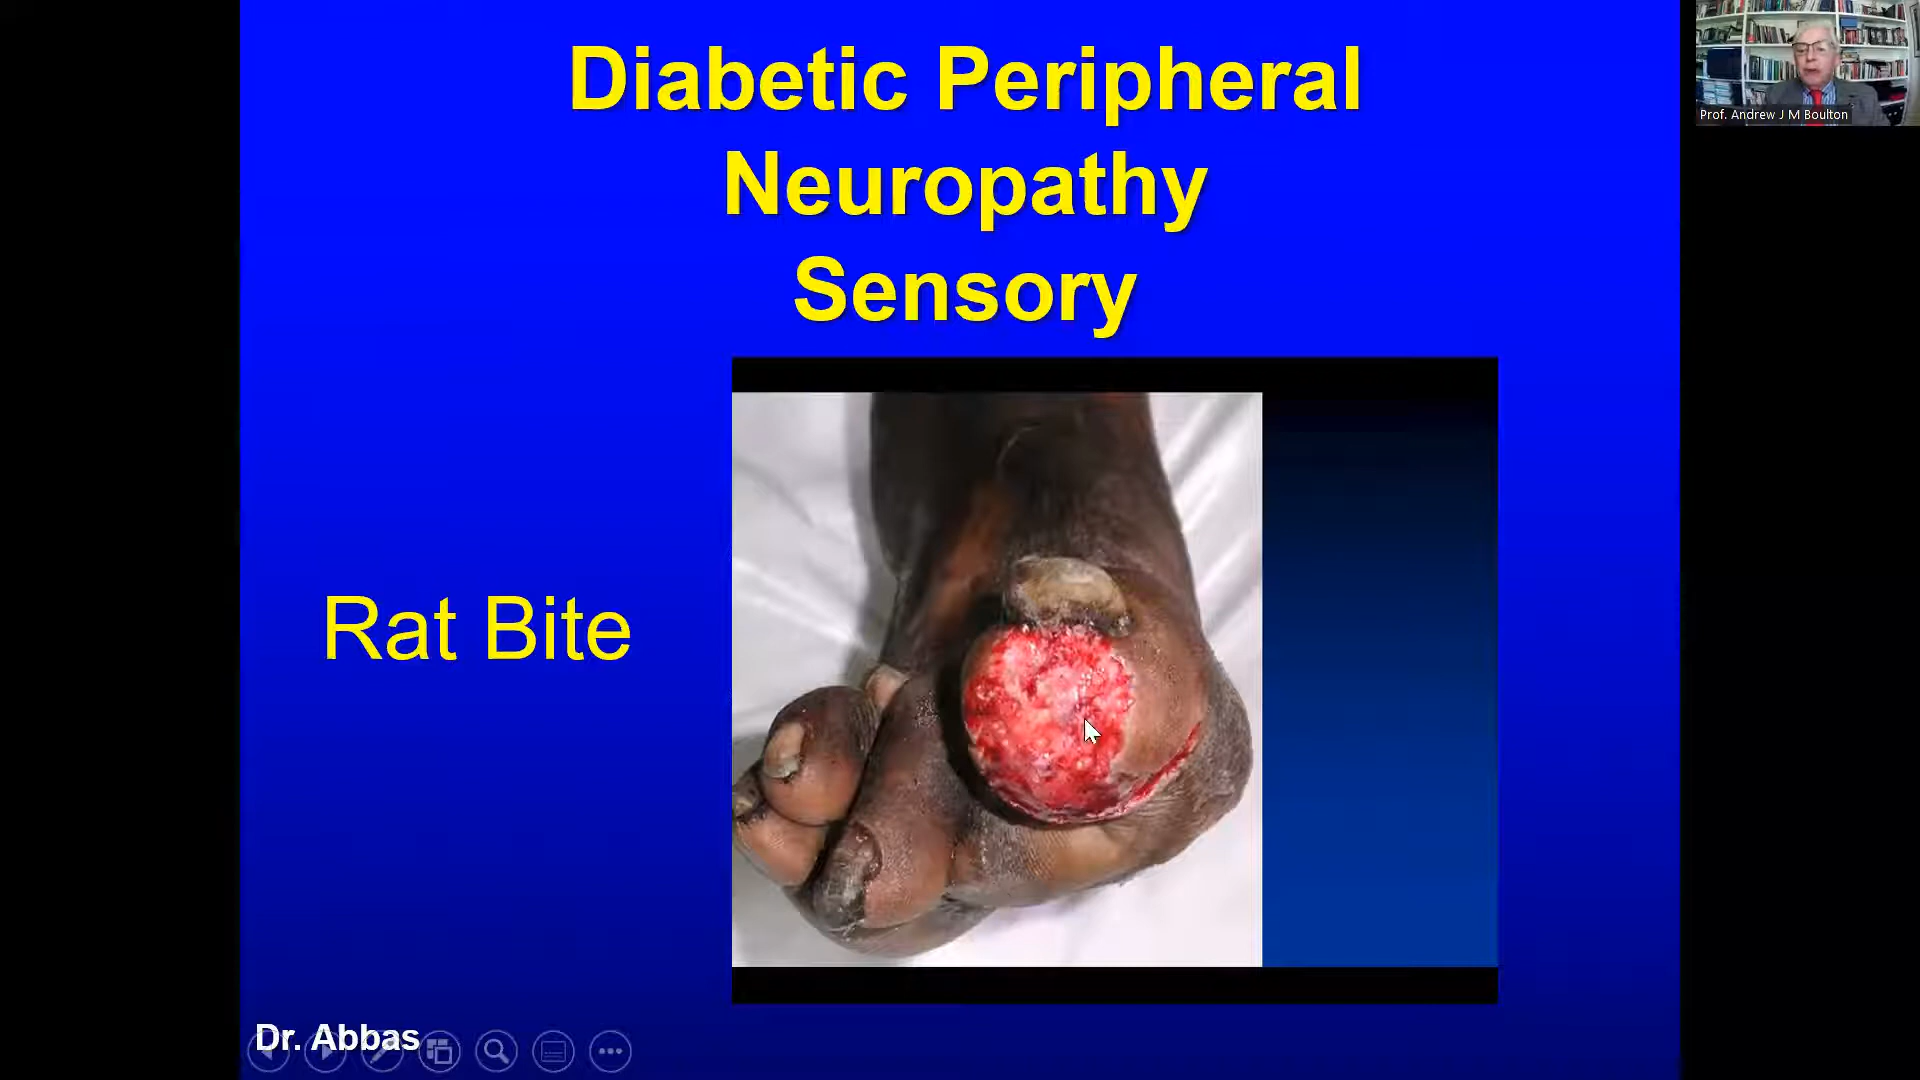 Diabetic Peripheral
Neuropathy
Sensory
Prof. Andrew J M Boulton
Rat Bite
Dr. Abbas